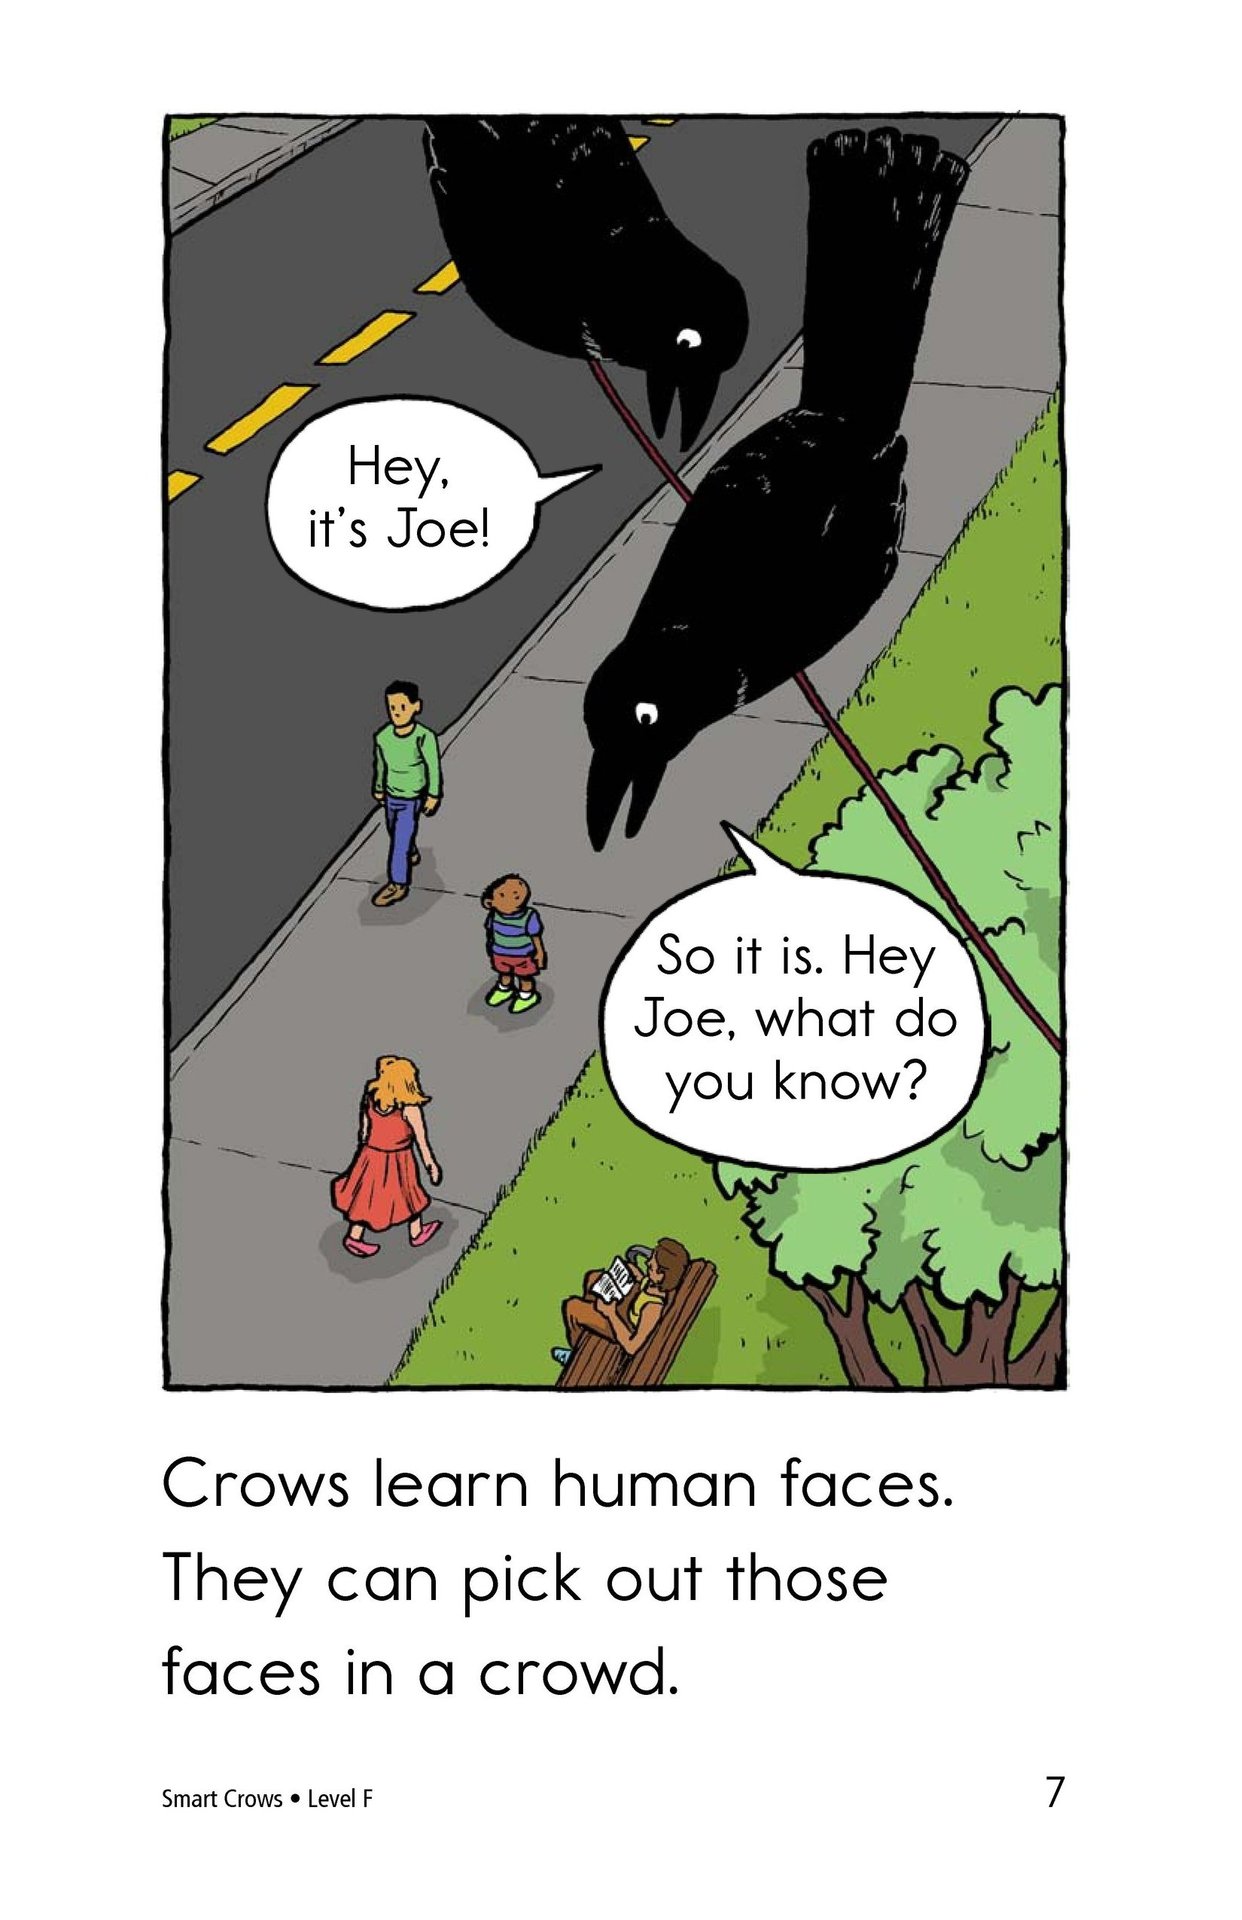 Hey,
it's Joe!
So it is. Hey
Joe, what do
you know?
Crows learn human faces.
They can pick out those
faces in a crowd.
Smart Crows • Level F
7